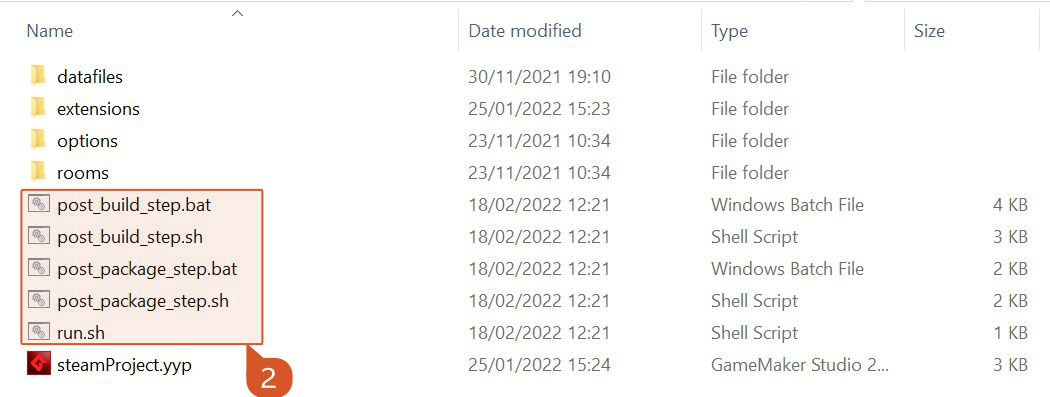 Name Date modified Type Size
datafiles 30/11/2021 19:10 File folder
extensions 25/01/2022 15:23 File folder
options 23/11/2021 10:34 File folder
rooms 23/11/2021 10:34 File folder
post_build_step.bat 18/02/2022 12:21 Windows Batch File 4 KB
post_build_step.sh 18/02/2022 12:21 Shell Script 3 KB
post_package_step.bat 18/02/2022 12:21 Windows Batch File 2 KB
post_package_step.sh 18/02/2022 12:21 Shell Script 2 KB
run.sh 18/02/2022 12:21 Shell Script 1 KB
steamProject.yyp 25/01/2022 15:24 GameMaker Studio 2... 3 KB
2